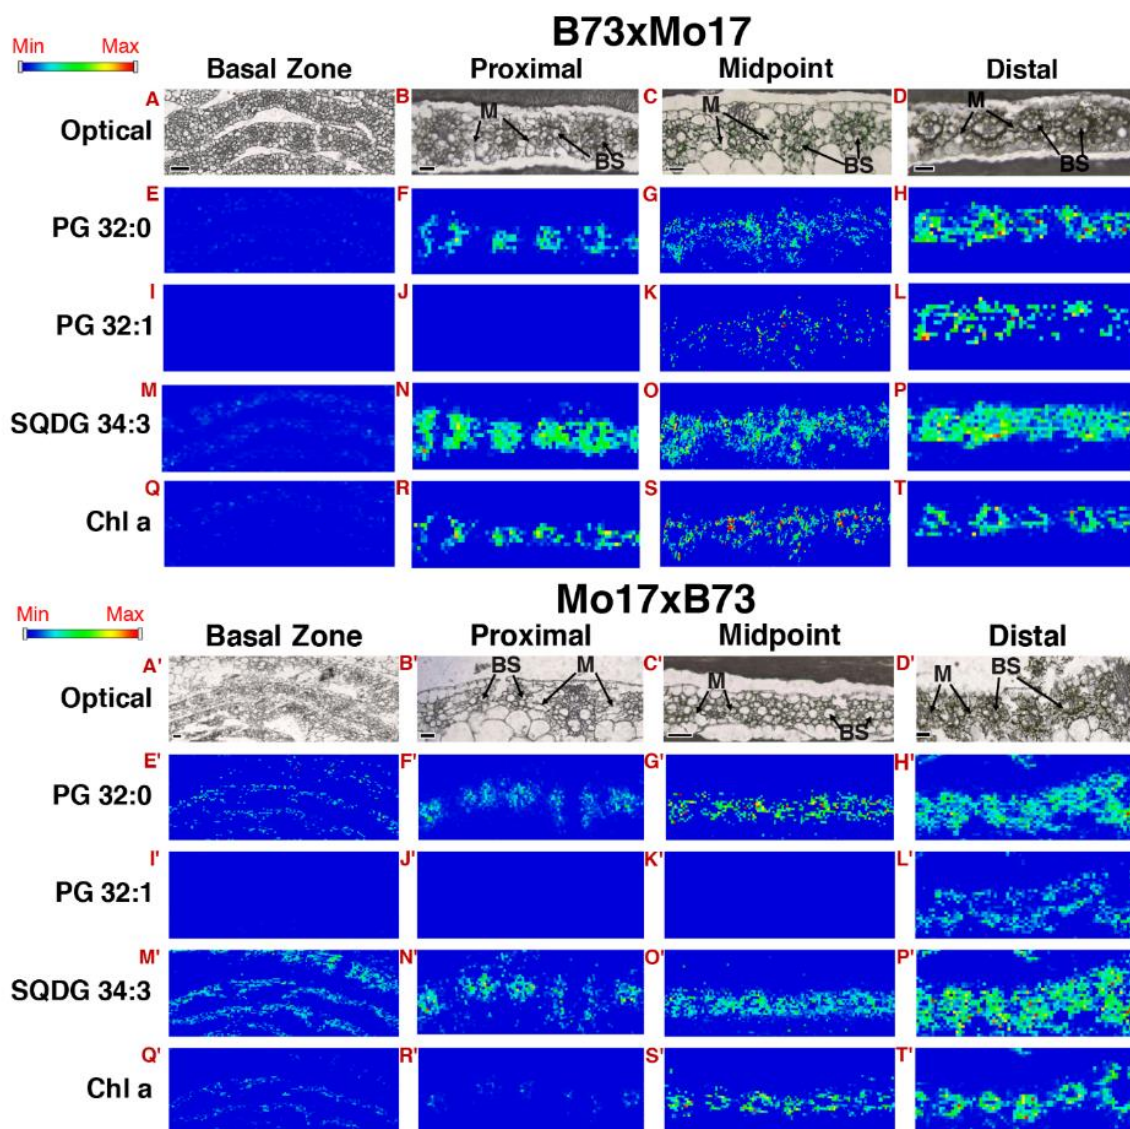 B73xMo17
Min Max
Basal Zone Proximal Midpoint Distal
Optical
A B C D
M M M
BS BS BS
PG 32:0
E F G H
PG 32:1
I J K L
SQDG 34:3
M N O P
Chl a
Q R S T
Mo17xB73
Min Max
Basal Zone Proximal Midpoint Distal
Optical
A' B' C' D'
BS M M M BS
BS
PG 32:0
E' F' G' H'
PG 32:1
I' J' K' L'
SQDG 34:3
M' N' O' P'
Chl a
Q' R' S' T'